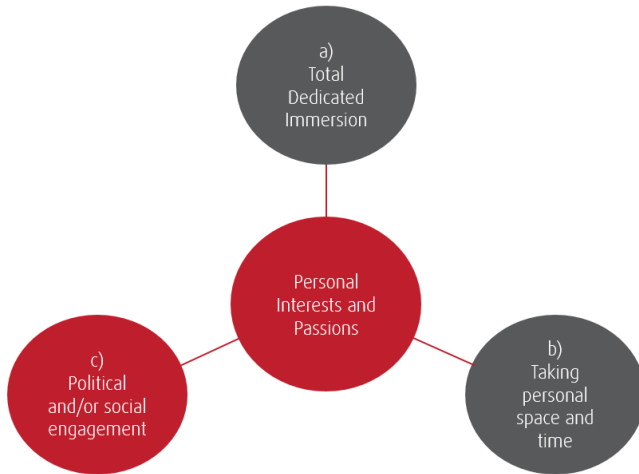 a)
Total
Dedicated
Immersion
Personal
Interests and
Passions
c)
Political
and/or social
engagement
b)
Taking
personal
space and
time